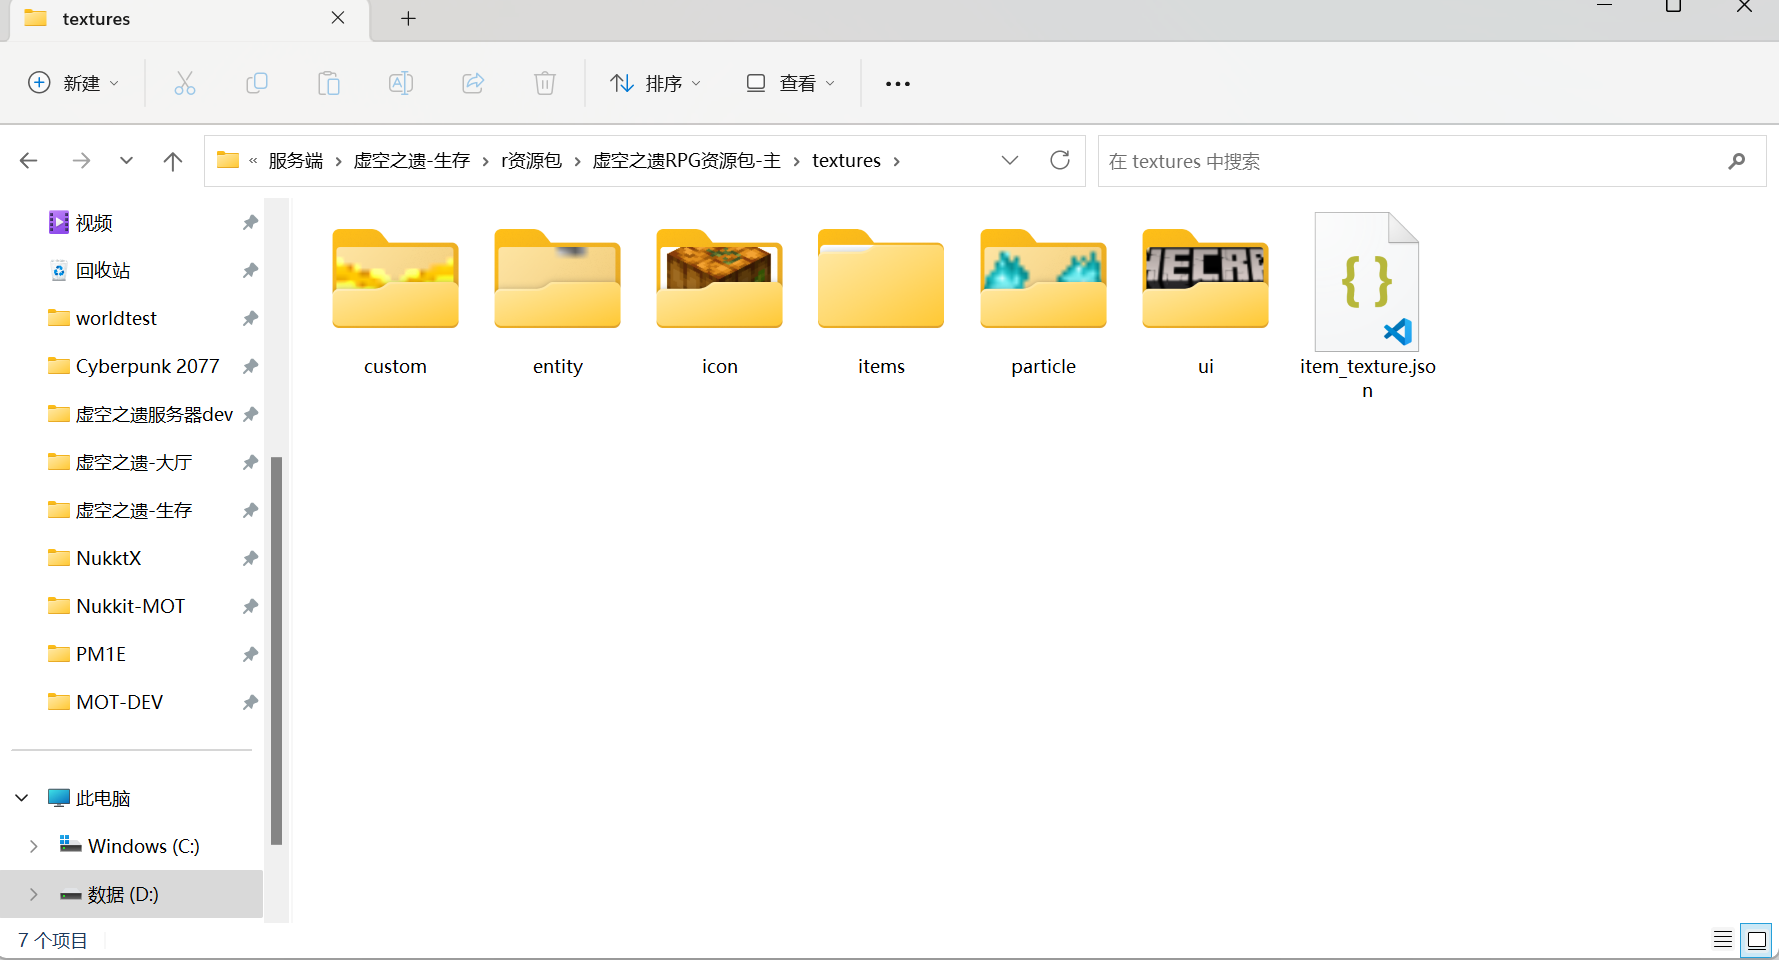 textures
新建
排序
查看
« 服务端 › 虚空之遗-生存 › r资源包 › 虚空之遗RPG资源包-主 › textures ›
在 textures 中搜索
视频
回收站
worldtest
Cyberpunk 2077
虚空之遗服务器dev
虚空之遗-大厅
虚空之遗-生存
NukktX
Nukkit-MOT
PM1E
MOT-DEV
此电脑
Windows (C:)
数据 (D:)
custom
entity
icon
items
particle
ui
item_texture.jso
n
7 个项目